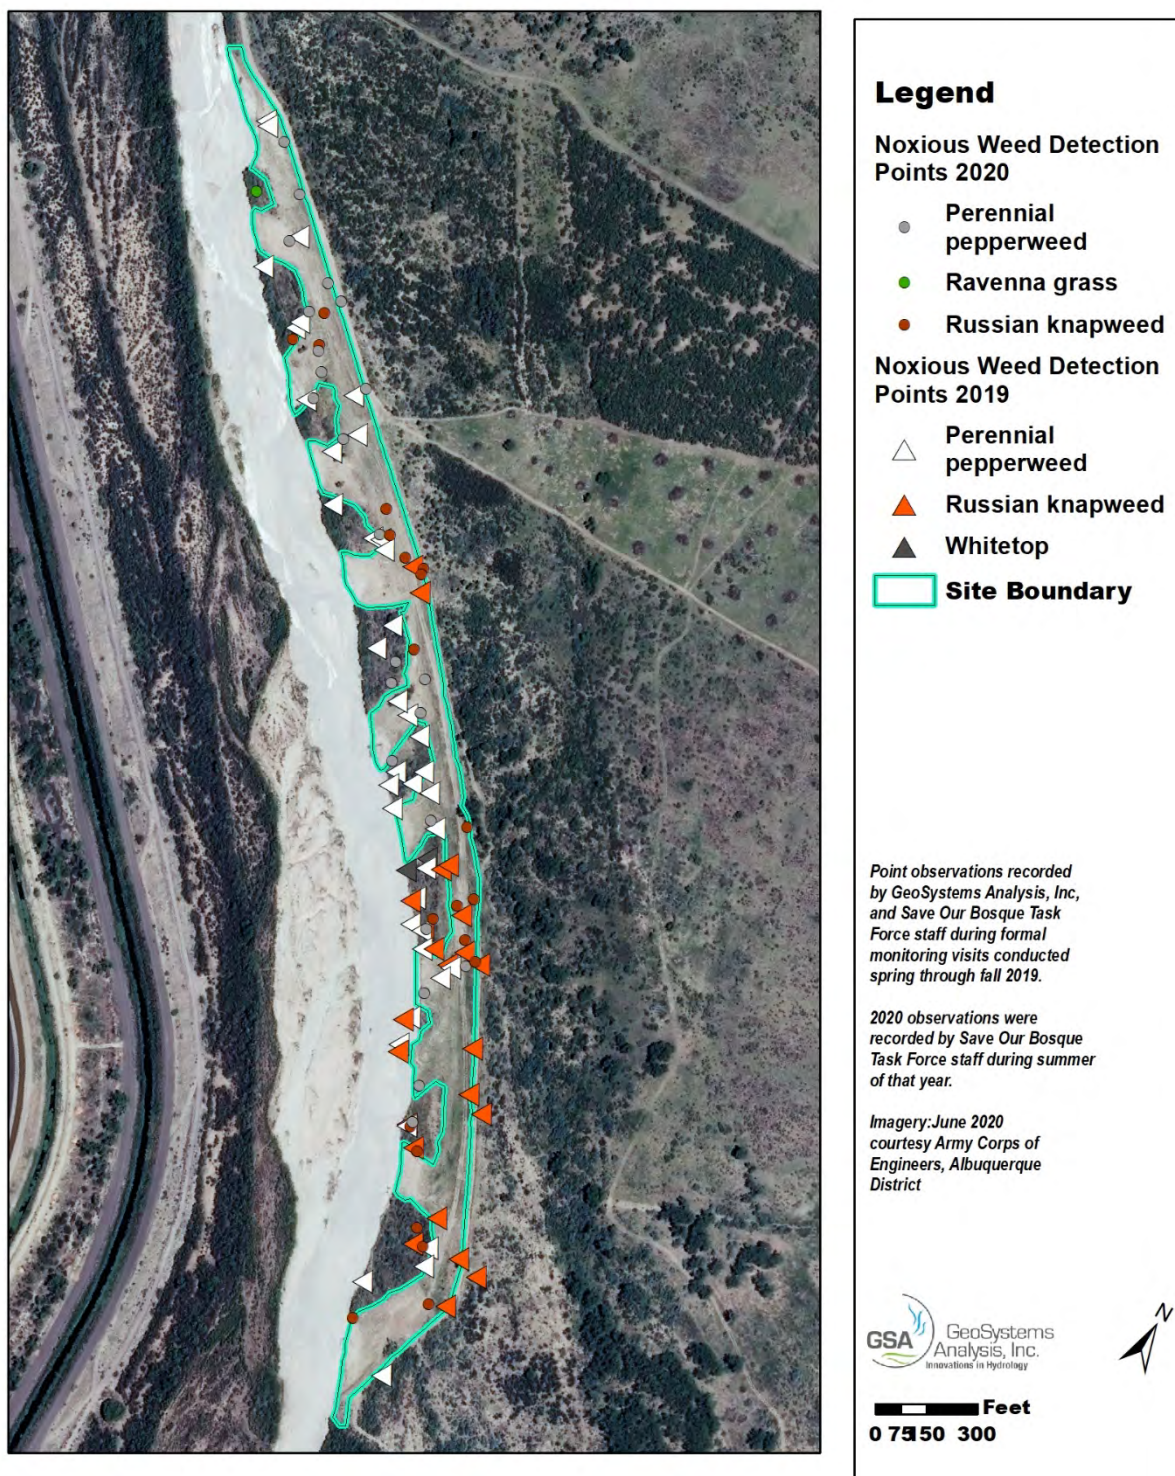 Legend
Noxious Weed Detection
Points 2020
Perennial
pepperweed
Ravenna grass
Russian knapweed
Noxious Weed Detection
Points 2019
Perennial
pepperweed
Russian knapweed
Whitetop
Site Boundary
Point observations recorded
by GeoSystems Analysis, Inc,
and Save Our Bosque Task
Force staff during formal
monitoring visits conducted
spring through fall 2019.
2020 observations were
recorded by Save Our Bosque
Task Force staff during summer
of that year.
Imagery:June 2020
courtesy Army Corps of
Engineers, Albuquerque
District
N
GSA
GeoSystems
Analysis, Inc.
Innovations in Hydrology
Feet
0 75150 300